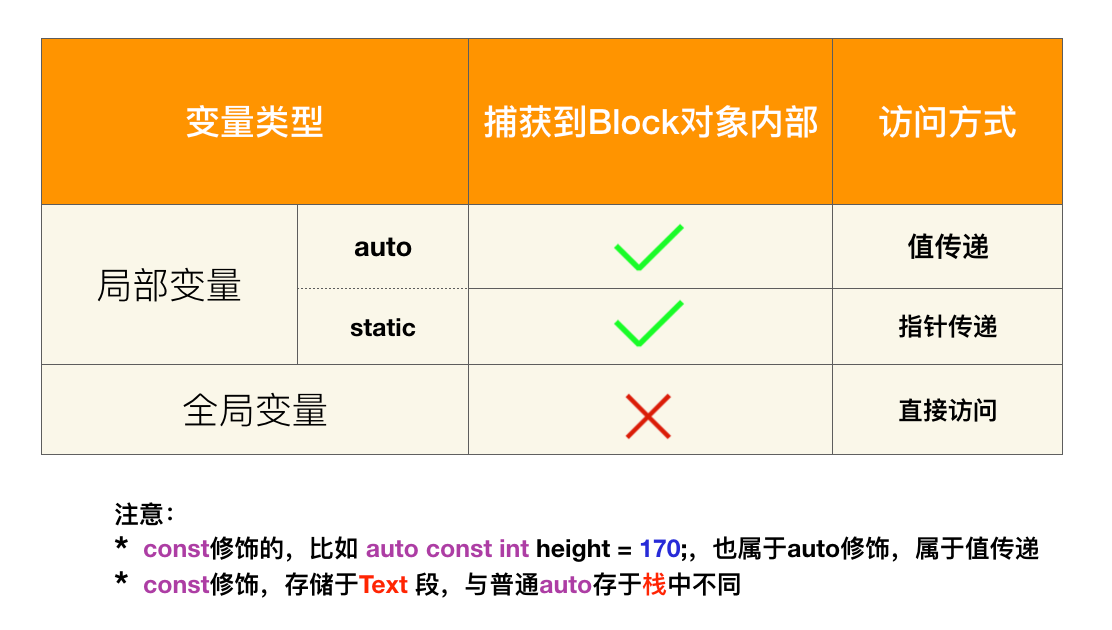 变量类型 捕获到Block对象内部 访问方式
局部变量 auto 值传递
static 指针传递
全局变量 直接访问
注意：
* const修饰的，比如 auto const int height = 170;，也属于auto修饰，属于值传递
* const修饰，存储于Text 段，与普通auto存于栈中不同